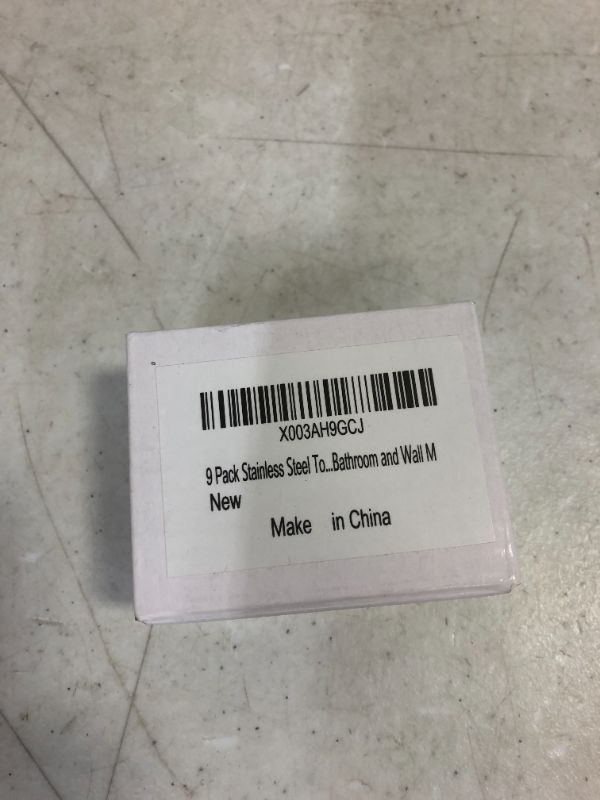 X003AH9GCJ
9 Pack Stainless Steel To...Bathroom and Wall M
New
Make in China